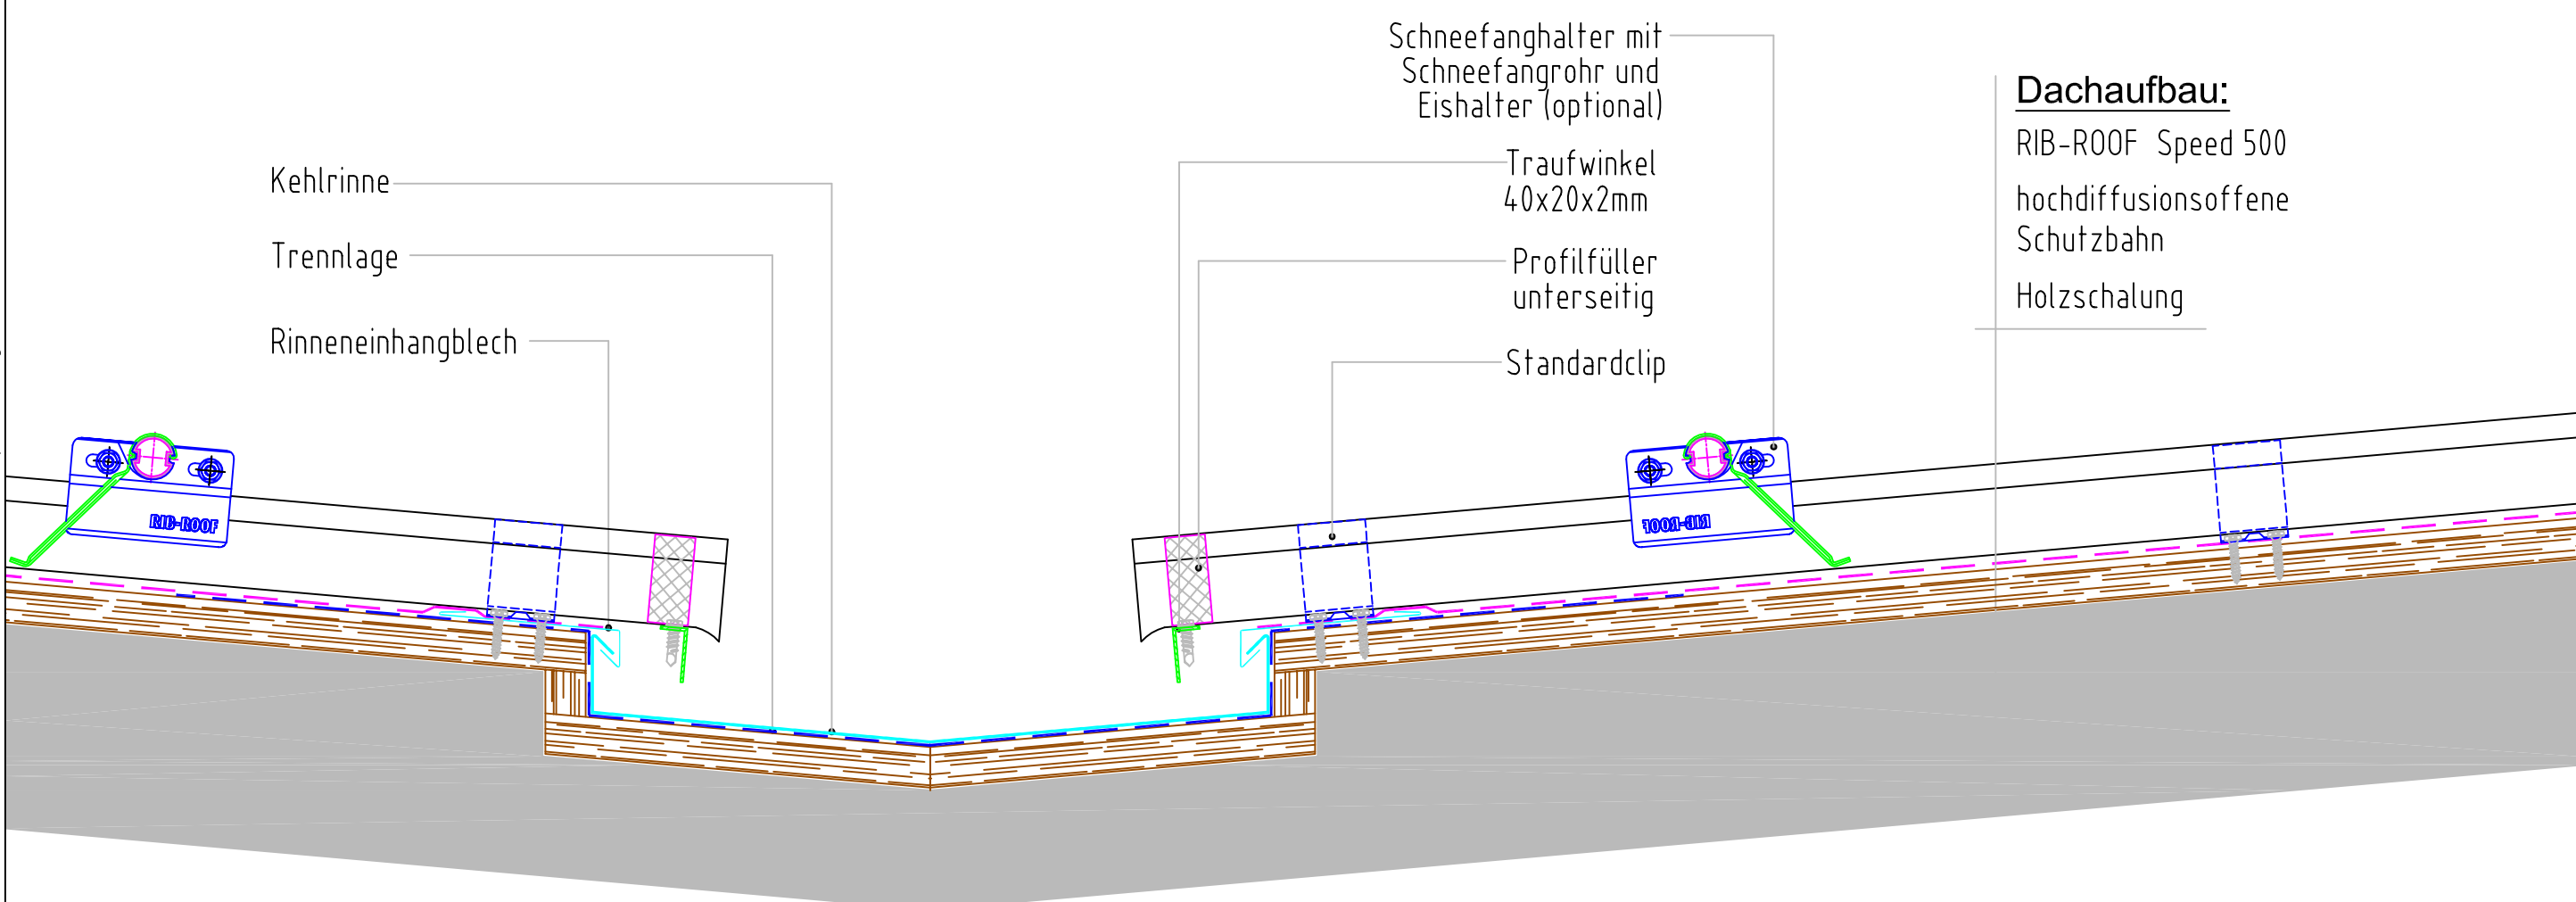 Schneefanghalter mit
Schneefangrohr und
Eishalter (optional)
Dachaufbau:
RIB-ROOF Speed 500
hochdiffusionsoffene
Schutzbahn
Holzschalung
Kehlrinne
Trennlage
Rinneneinhangblech
Traufwinkel
40x20x2mm
Profilfüller
unterseitig
Standardclip
RIB-ROOF
RIB-ROOF